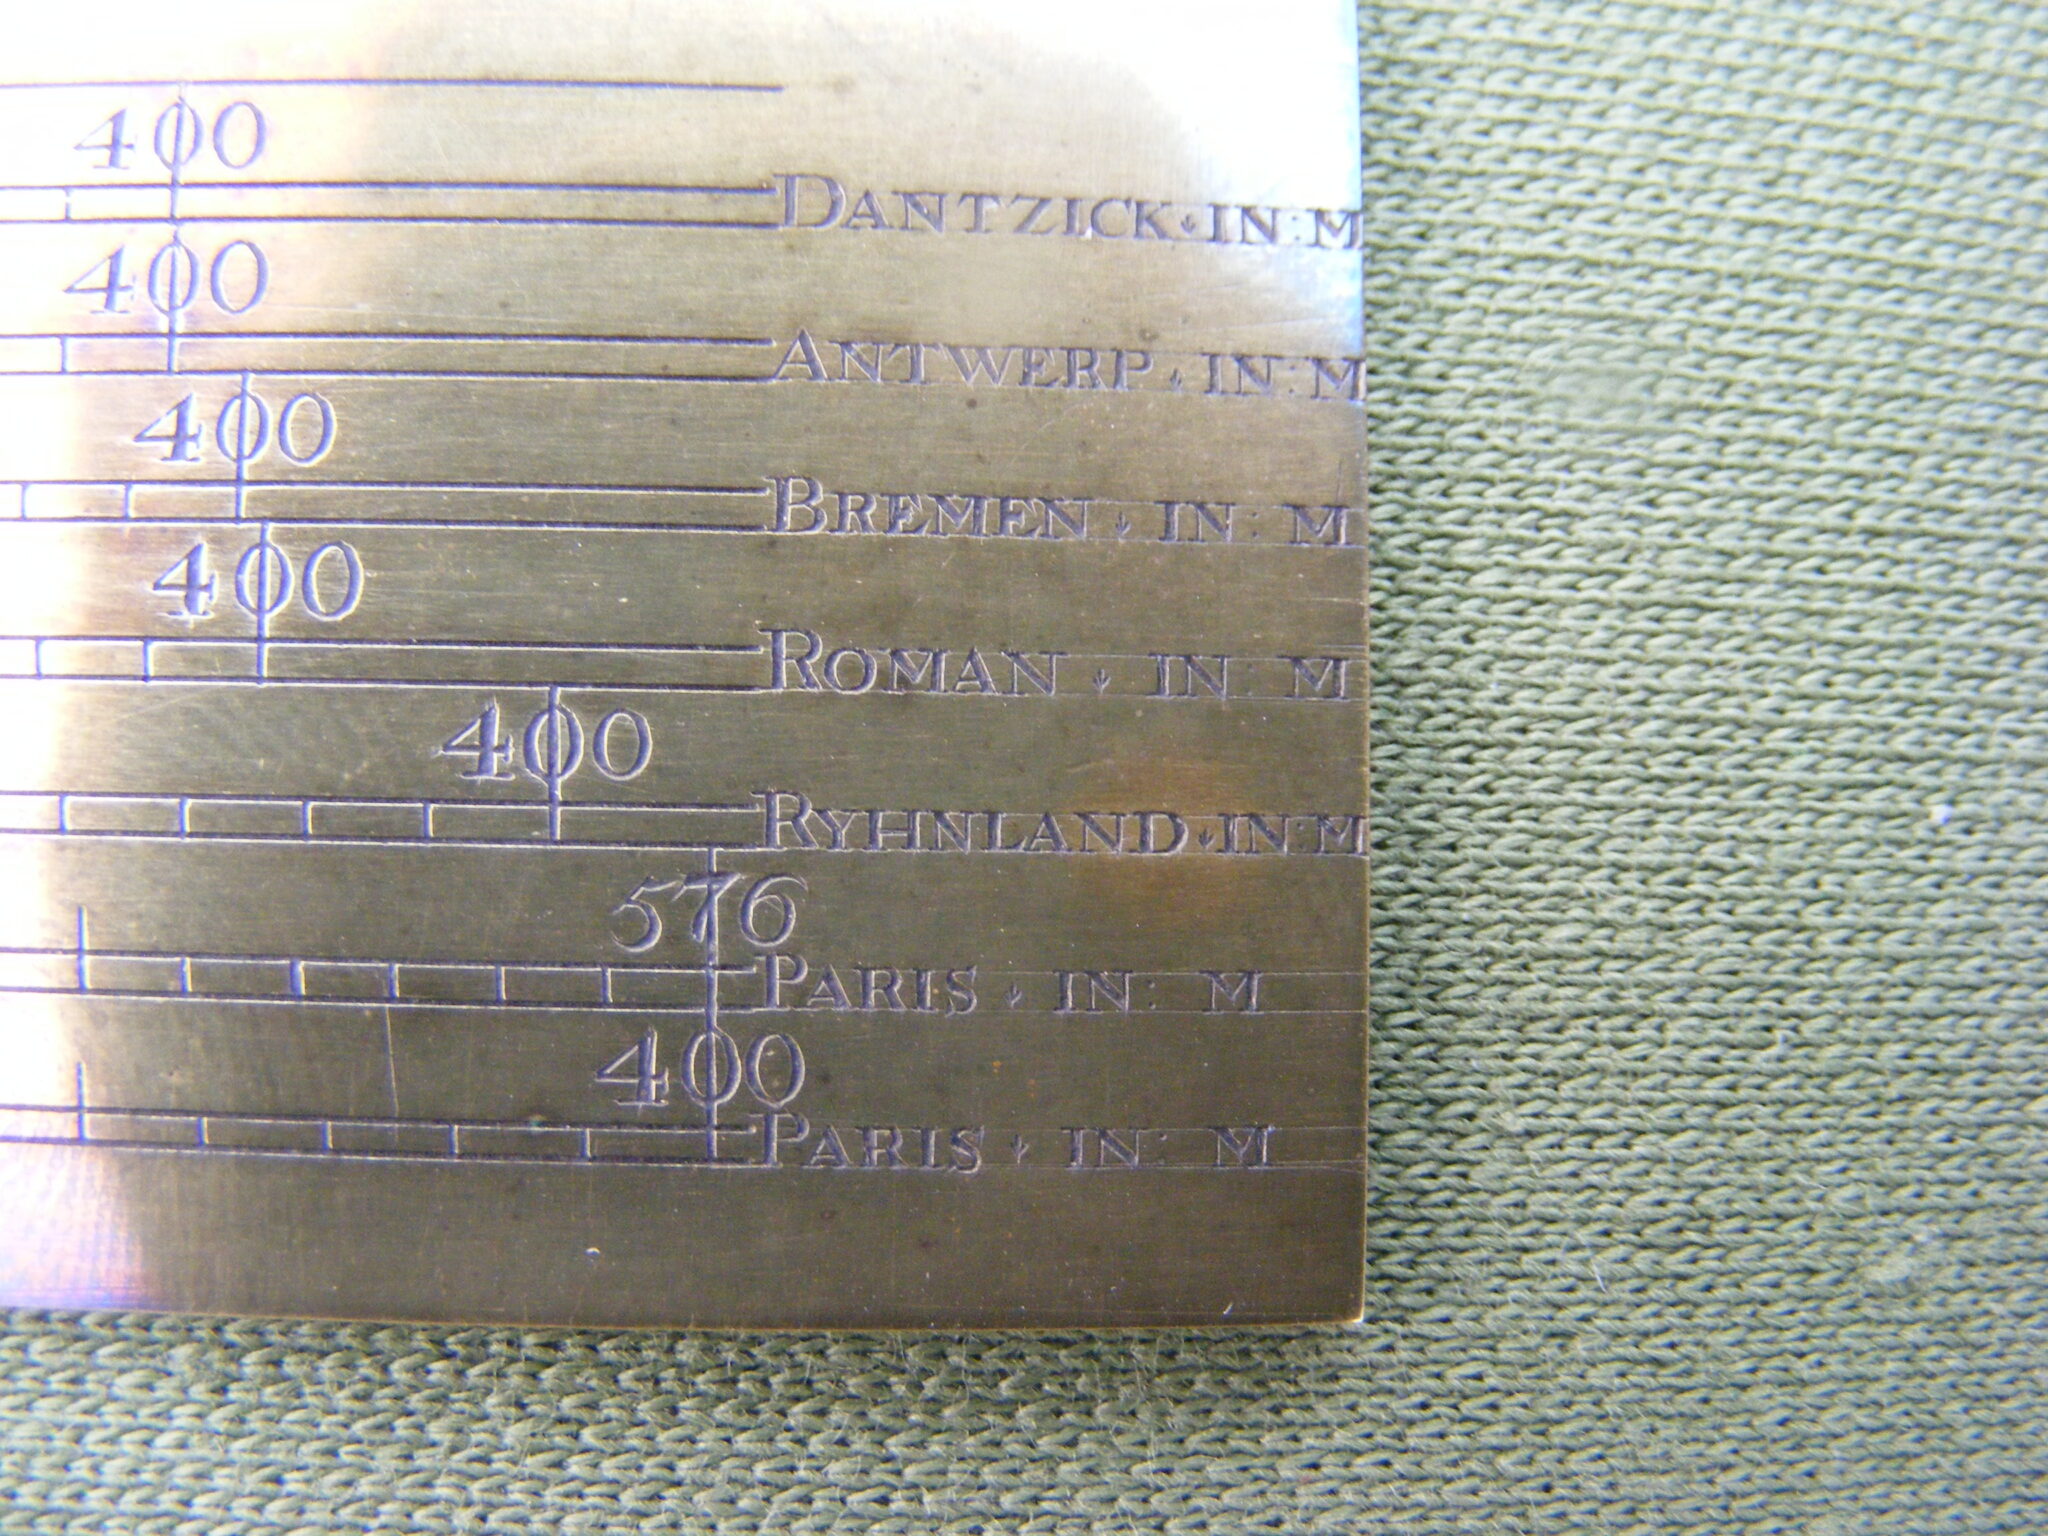 400
DANTZICK IN: M
400
ANTWERP IN: M
400
BREMEN IN: M
400
ROMAN IN: M
400
RYHNLAND IN: M
576
PARIS IN: M
400
PARIS IN: M